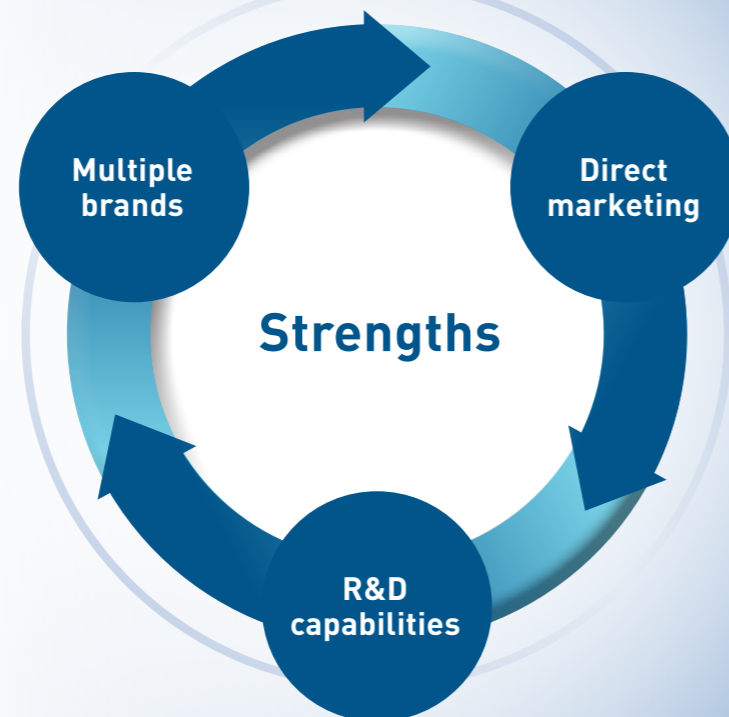 Multiple
brands
Direct
marketing
Strengths
R&D
capabilities